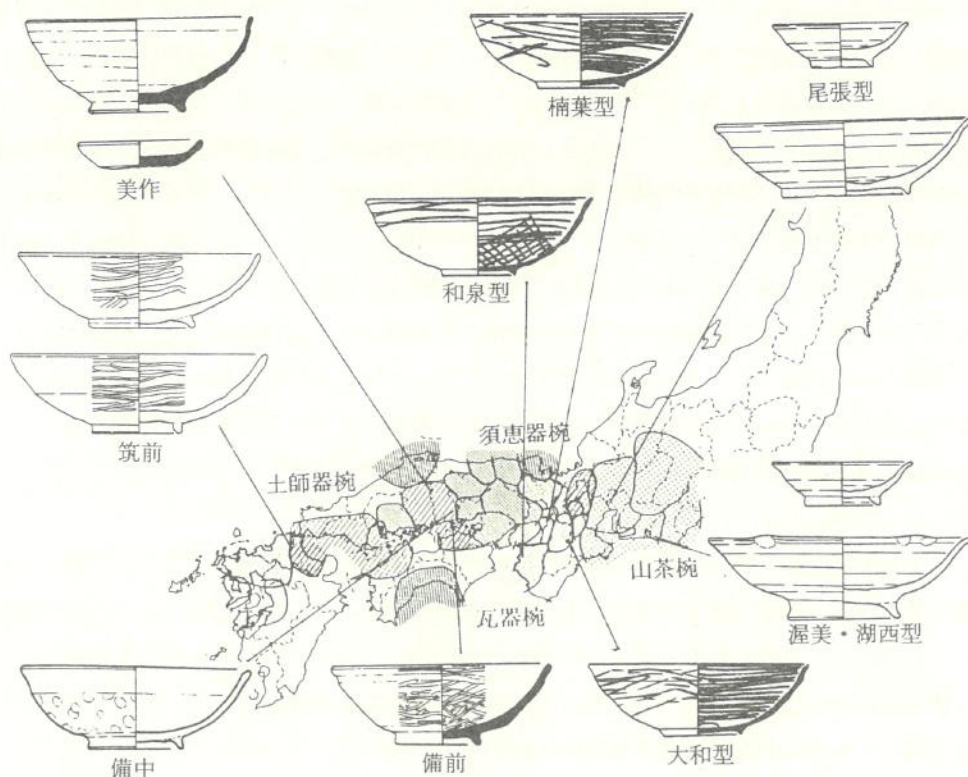 楠葉型
尾張型
美作
和泉型
筑前
須恵器椀
土師器椀
山茶椀
瓦器椀
渥美・湖西型
備中
備前
大和型